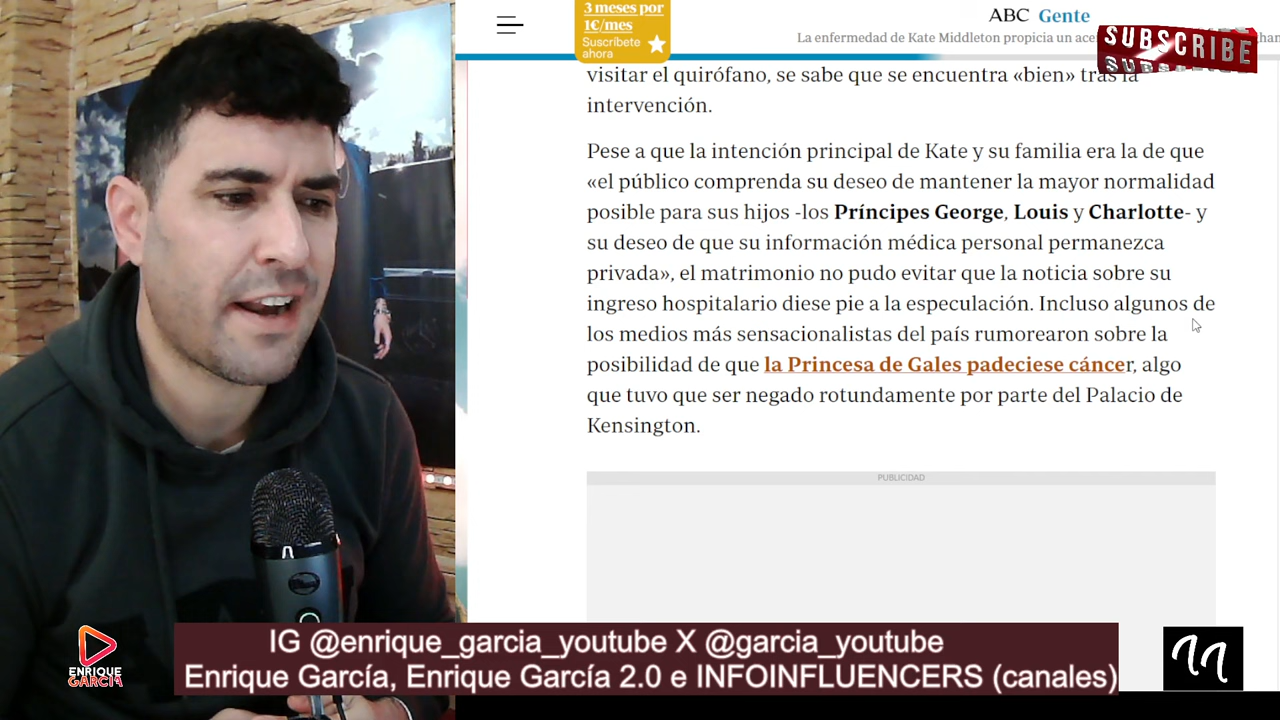 3 meses por
1€/mes
Suscríbete
ahora
ABC Gente
La enfermedad de Kate Middleton propicia un
SUBSCRIBE
visitar el quirófano, se sabe que se encuentra «bien» tras la
intervención.
Pese a que la intención principal de Kate y su familia era la de que
«el público comprenda su deseo de mantener la mayor normalidad
posible para sus hijos -los Príncipes George, Louis y Charlotte- y
su deseo de que su información médica personal permanezca
privada», el matrimonio no pudo evitar que la noticia sobre su
ingreso hospitalario diese pie a la especulación. Incluso algunos de
los medios más sensacionalistas del país rumorearon sobre la
posibilidad de que la Princesa de Gales padeciese cáncer, algo
que tuvo que ser negado rotundamente por parte del Palacio de
Kensington.
PUBLICIDAD
IG @enrique_garcia_youtube X @garcia_youtube
Enrique García, Enrique García 2.0 e INFOINFLUENCERS (canales)
ENRIQUE
GARCÍA